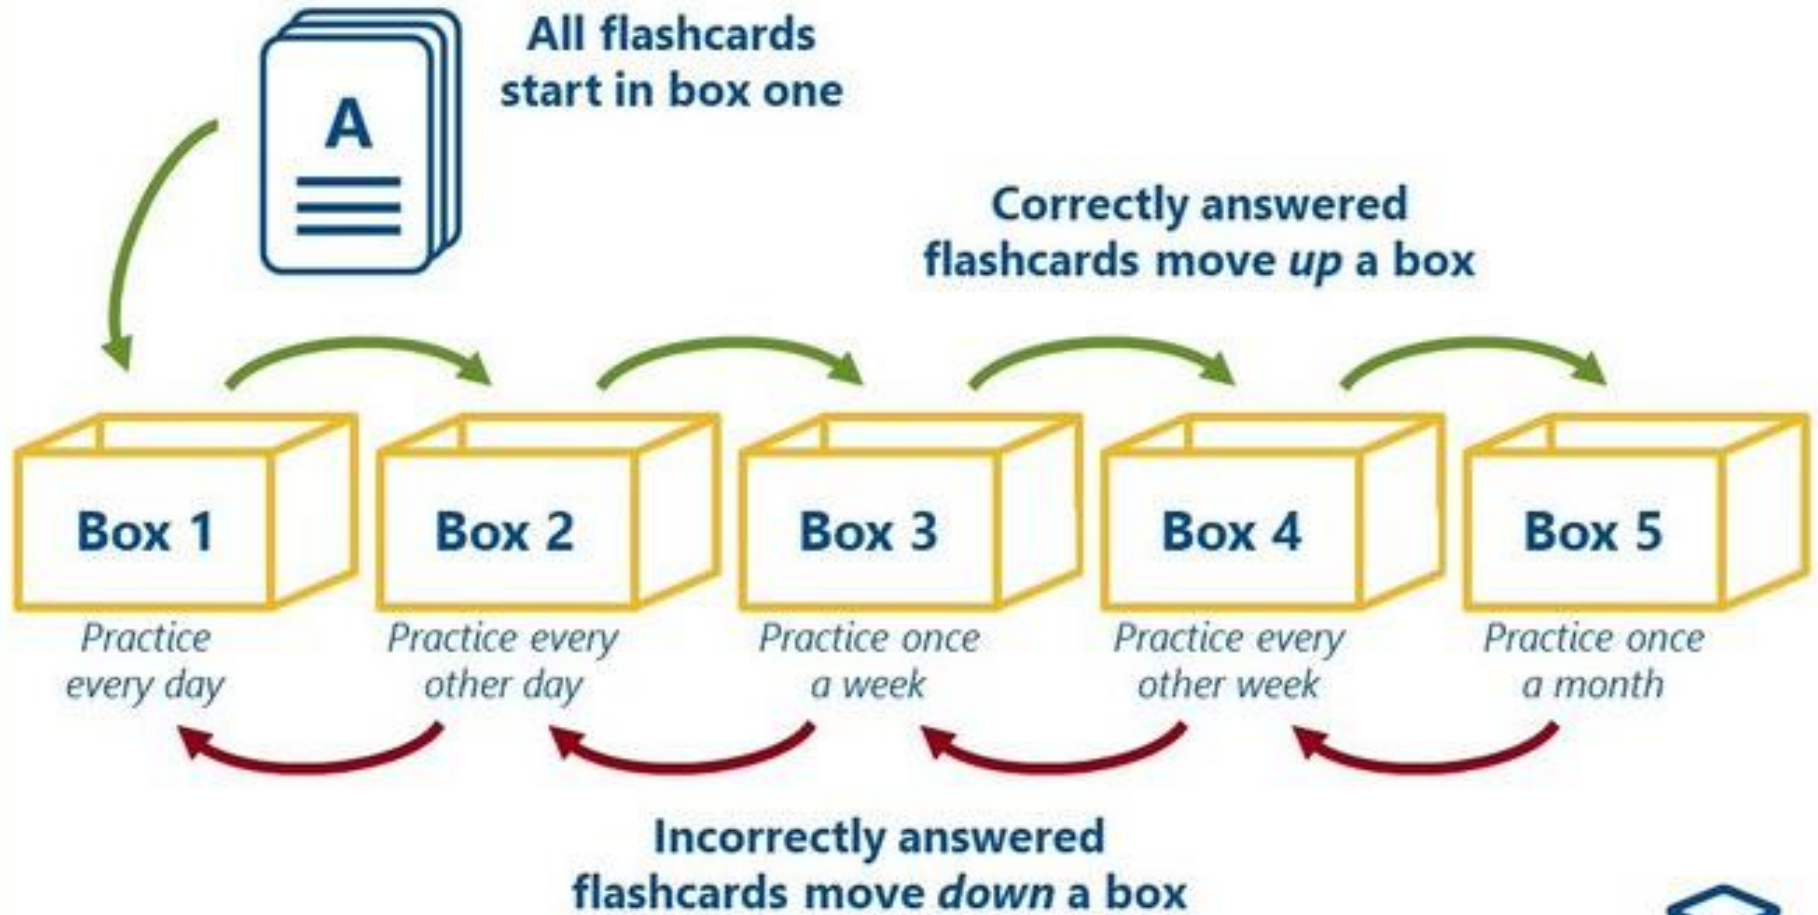 All flashcards
start in box one
A
Correctly answered
flashcards move up a box
Box 1
Box 2
Box 3
Box 4
Box 5
Practice
every day
Practice every
other day
Practice once
a week
Practice every
other week
Practice once
a month
Incorrectly answered
flashcards move down a box